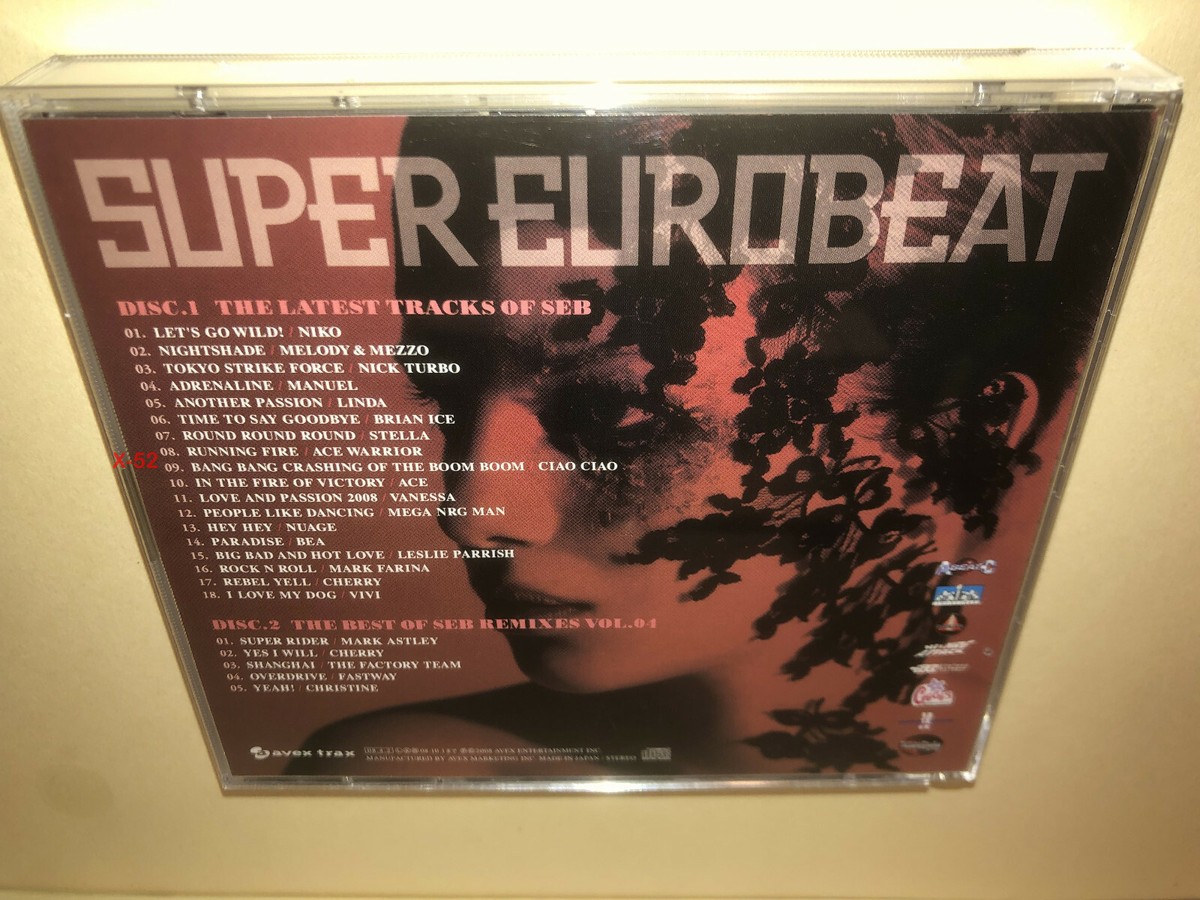 SUPER EUROBEAT
DISC.1 THE LATEST TRACKS OF SEB
01. LET'S GO WILD! / NIKO
02. NIGHTSHADE / MELODY & MEZZO
03. TOKYO STRIKE FORCE / NICK TURBO
04. ADRENALINE / MANUEL
05. ANOTHER PASSION / LINDA
06. TIME TO SAY GOODBYE / BRIAN ICE
07. ROUND ROUND ROUND / STELLA
X-52
08. RUNNING FIRE / ACE WARRIOR
09. BANG BANG CRASHING OF THE BOOM BOOM / CIAO CIAO
10. IN THE FIRE OF VICTORY / ACE
11. LOVE AND PASSION 2008 / VANESSA
12. PEOPLE LIKE DANCING / MEGA NRG MAN
13. HEY HEY / NUAGE
14. PARADISE / BEA
15. BIG BAD AND HOT LOVE / LESLIE PARRISH
16. ROCK N ROLL / MARK FARINA
17. REBEL YELL / CHERRY
18. I LOVE MY DOG / VIVI
DISC.2 THE BEST OF SEB REMIXES VOL.04
01. SUPER RIDER / MARK ASTLEY
02. YES I WILL / CHERRY
03. SHANGHAI / THE FACTORY TEAM
04. OVERDRIVE / FASTWAY
05. YEAH! / CHRISTINE
avex trax
2008 AVEX ENTERTAINMENT INC.
MANUFACTURED BY AVEX MARKETING INC MADE IN JAPAN · STEREO